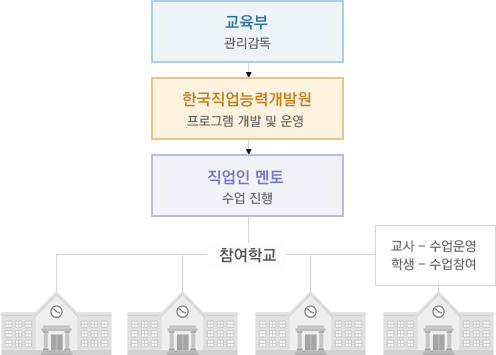 교육부
관리감독
한국직업능력개발원
프로그램 개발 및 운영
직업인 멘토
수업 진행
참여학교
교사 – 수업운영
학생 – 수업참여